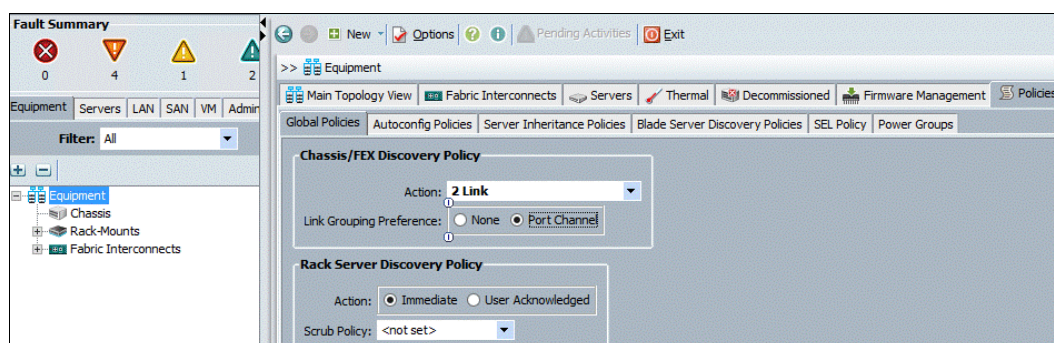 Fault Summary
0 4 1 2
Equipment Servers LAN SAN VM Admin
Filter: All
Equipment
Chassis
Rack-Mounts
Fabric Interconnects
New Options Pending Activities Exit
>> Equipment
Main Topology View Fabric Interconnects Servers Thermal Decommissioned Firmware Management Policies
Global Policies Autoconfig Policies Server Inheritance Policies Blade Server Discovery Policies SEL Policy Power Groups
Chassis/FEX Discovery Policy
Action: 2 Link
Link Grouping Preference: None Port Channel
Rack Server Discovery Policy
Action: Immediate User Acknowledged
Scrub Policy: <not set>